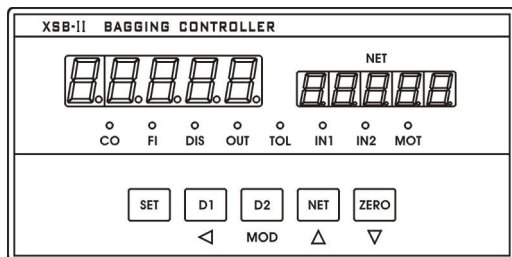 XSB-II BAGGING CONTROLLER
NET
CO FI DIS OUT TOL IN1 IN2 MOT
SET D1 D2 NET ZERO
MOD